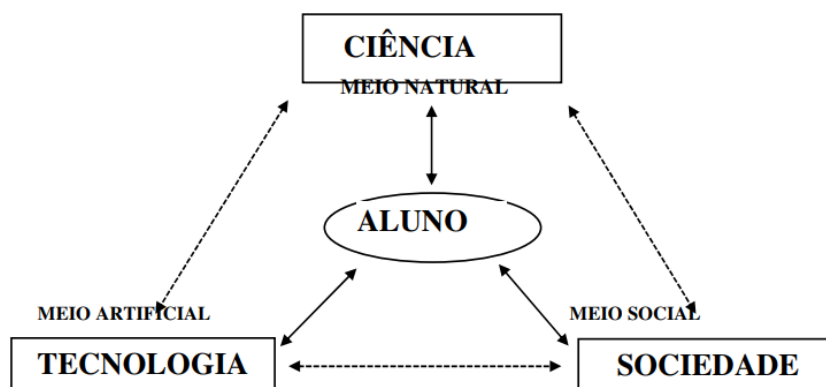 CIÊNCIA
MEIO NATURAL
ALUNO
MEIO ARTIFICIAL
MEIO SOCIAL
TECNOLOGIA
SOCIEDADE